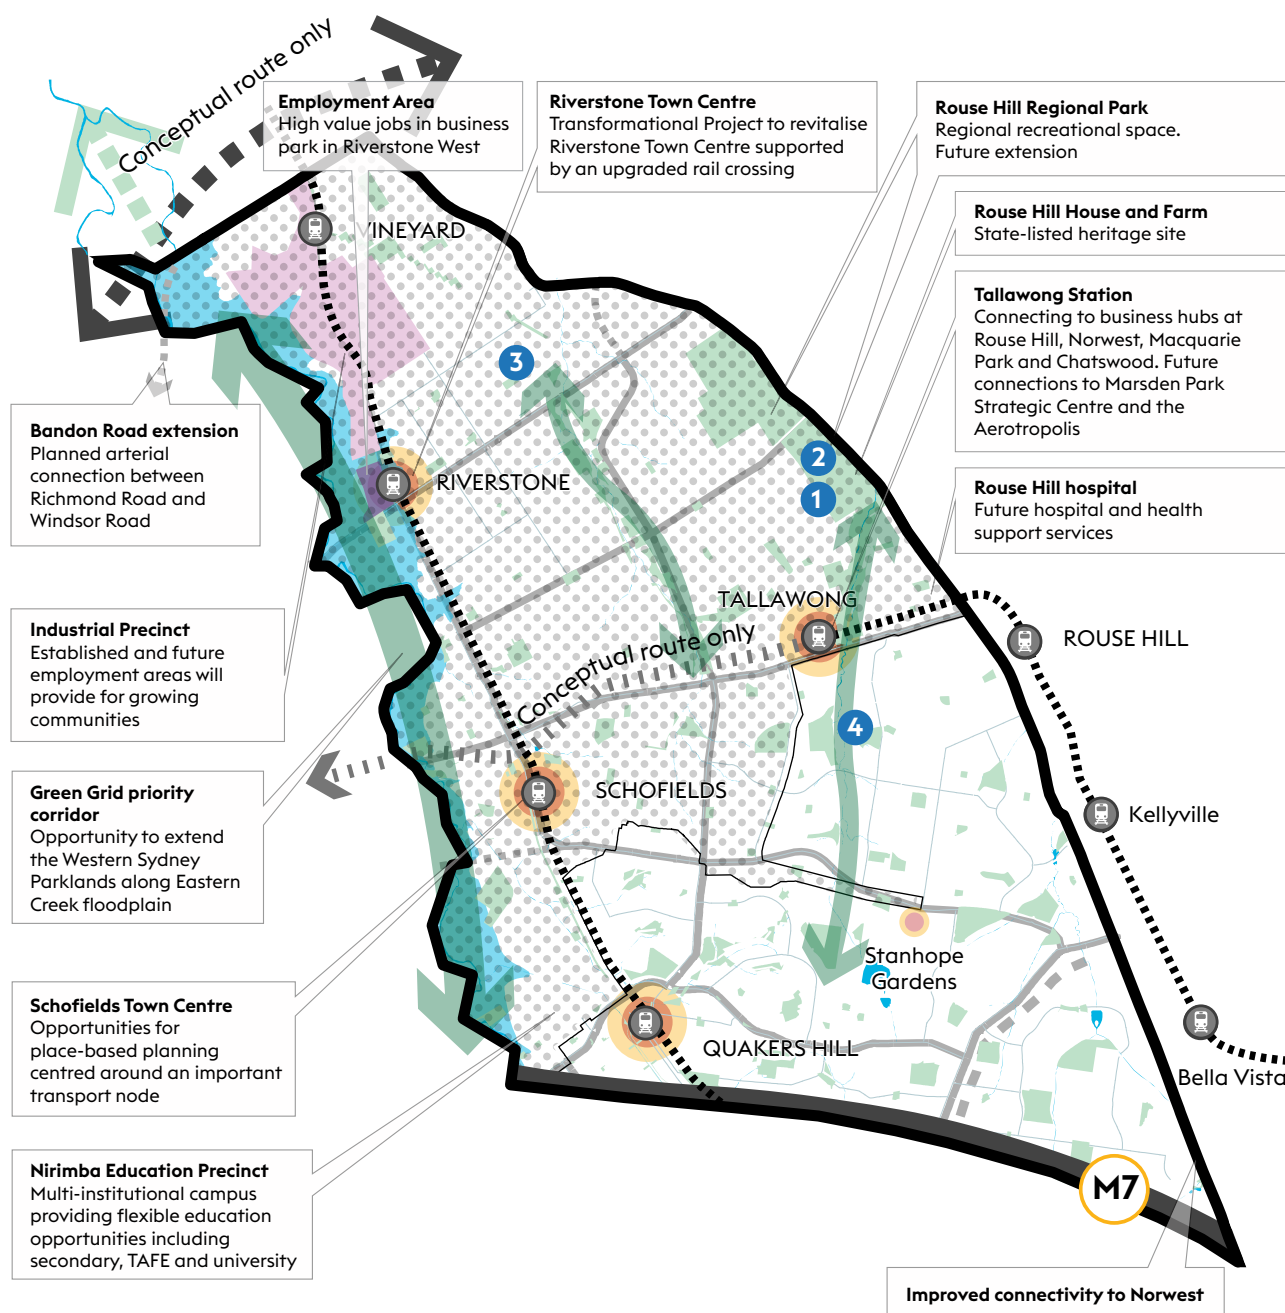 Conceptual route only
Employment Area
High value jobs in business
park in Riverstone West
Riverstone Town Centre
Transformational Project to revitalise
Riverstone Town Centre supported
by an upgraded rail crossing
Rouse Hill Regional Park
Regional recreational space.
Future extension
Rouse Hill House and Farm
State-listed heritage site
Tallawong Station
Connecting to business hubs at
Rouse Hill, Norwest, Macquarie
Park and Chatswood. Future
connections to Marsden Park
Strategic Centre and the
Aerotropolis
Rouse Hill hospital
Future hospital and health
support services
VINEYARD
3
2
1
RIVERSTONE
Bandon Road extension
Planned arterial
connection between
Richmond Road and
Windsor Road
TALLAWONG
Conceptual route only
ROUSE HILL
Industrial Precinct
Established and future
employment areas will
provide for growing
communities
4
SCHOFIELDS
Kellyville
Green Grid priority
corridor
Opportunity to extend
the Western Sydney
Parklands along Eastern
Creek floodplain
Stanhope
Gardens
Schofields Town Centre
Opportunities for
place-based planning
centred around an important
transport node
QUAKERS HILL
Bella Vista
Nirimba Education Precinct
Multi-institutional campus
providing flexible education
opportunities including
secondary, TAFE and university
M7
Improved connectivity to Norwest